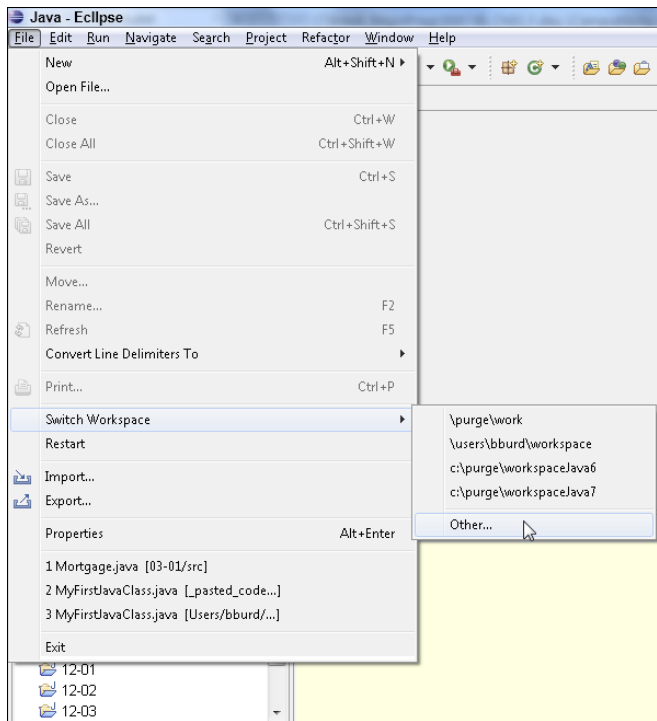 Java - Eclipse
File Edit Run Navigate Search Project Refactor Window Help
New Alt+Shift+N
Open File...
Close Ctrl+W
Close All Ctrl+Shift+W
Save Ctrl+S
Save As...
Save All Ctrl+Shift+S
Revert
Move...
Rename... F2
Refresh F5
Convert Line Delimiters To
Print... Ctrl+P
Switch Workspace
\purge\work
Restart
\users\bburd\workspace
c:\purge\workspaceJava6
Import...
c:\purge\workspaceJava7
Export...
Other...
Properties Alt+Enter
1 Mortgage.java [03-01/src]
2 MyFirstJavaClass.java [_pasted_code...]
3 MyFirstJavaClass.java [Users/bburd/...]
Exit
12-01
12-02
12-03